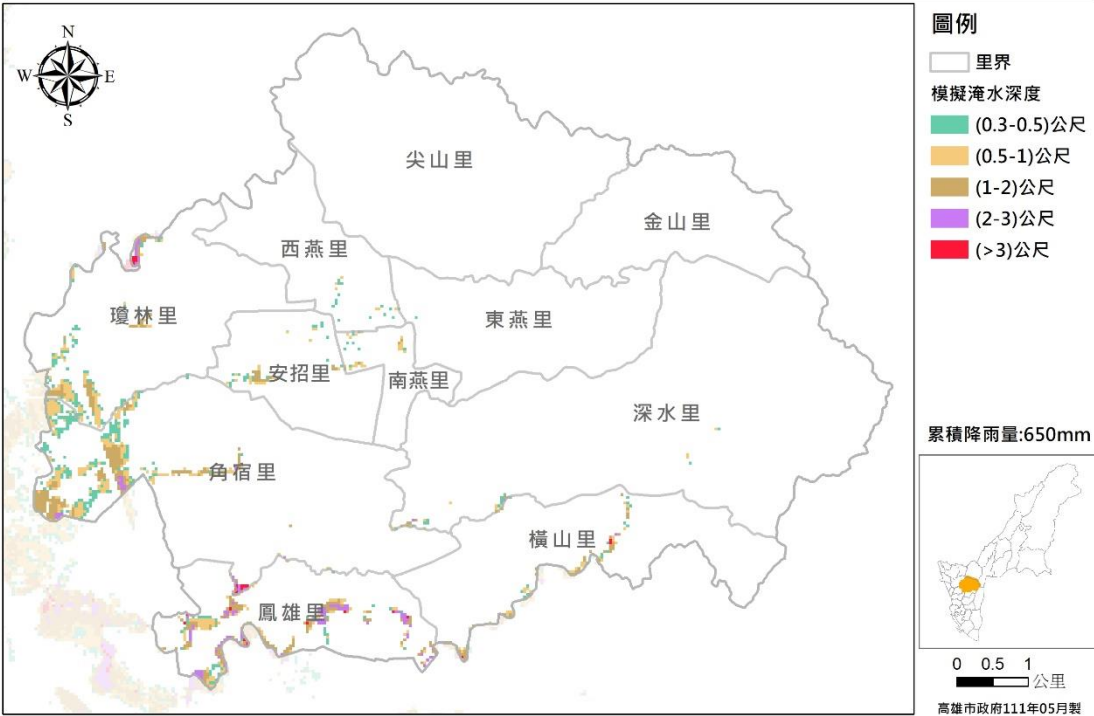 N
W E
S
尖山里
金山里
西燕里
瓊林里
東燕里
安招里
南燕里
深水里
角宿里
橫山里
鳳雄里
圖例
里界
模擬淹水深度
(0.3-0.5)公尺
(0.5-1)公尺
(1-2)公尺
(2-3)公尺
(>3)公尺
累積降雨量:650mm
0 0.5 1
公里
高雄市政府111年05月製